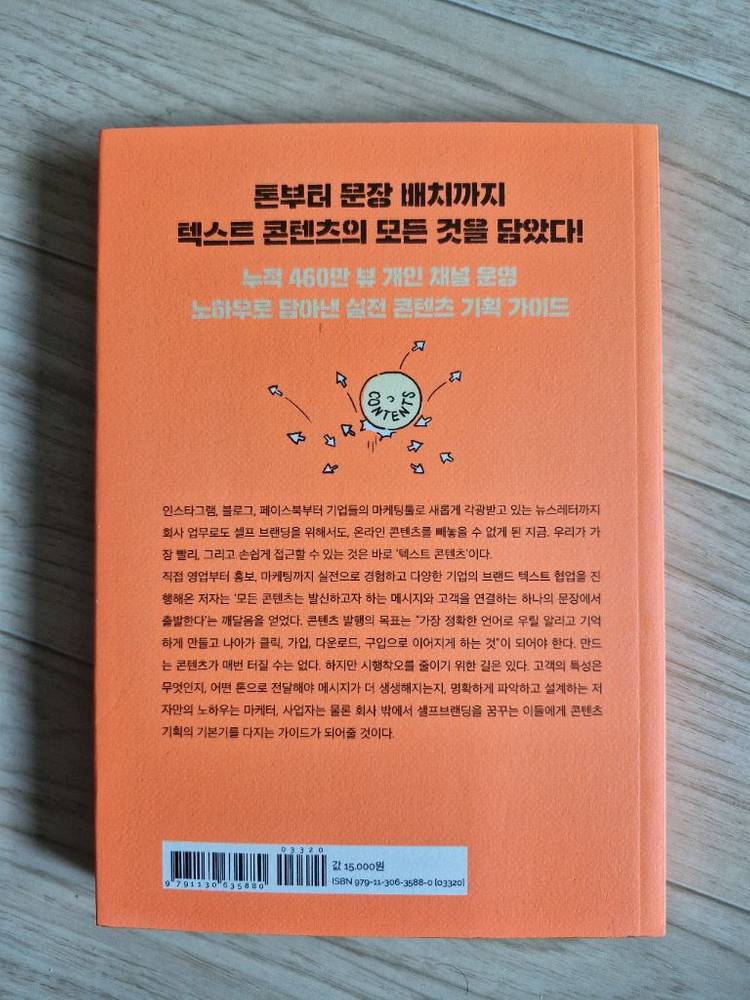 톤부터 문장 배치까지
텍스트 콘텐츠의 모든 것을 담았다!
누적 460만 뷰 개인 채널 운영
노하우로 담아낸 실전 콘텐츠 기획 가이드
CONTENTS
인스타그램, 블로그, 페이스북부터 기업들의 마케팅툴로 새롭게 각광받고 있는 뉴스레터까지
회사 업무로도 셀프 브랜딩을 위해서도, 온라인 콘텐츠를 빼놓을 수 없게 된 지금. 우리가 가
장 빨리, 그리고 손쉽게 접근할 수 있는 것은 바로 ‘텍스트 콘텐츠’이다.
직접 영업부터 홍보, 마케팅까지 실전으로 경험하고 다양한 기업의 브랜드 텍스트 협업을 진
행해온 저자는 ‘모든 콘텐츠는 발신하고자 하는 메시지와 고객을 연결하는 하나의 문장에서
출발한다’는 깨달음을 얻었다. 콘텐츠 발행의 목표는 “가장 정확한 언어로 우릴 알리고 기억
하게 만들고 나아가 클릭, 가입, 다운로드, 구입으로 이어지게 하는 것”이 되어야 한다. 만드
는 콘텐츠가 매번 터질 수는 없다. 하지만 시행착오를 줄이기 위한 길은 있다. 고객의 특성은
무엇인지, 어떤 톤으로 전달해야 메시지가 더 생생해지는지, 명확하게 파악하고 설계하는 저
자만의 노하우는 마케터, 사업자는 물론 회사 밖에서 셀프브랜딩을 꿈꾸는 이들에게 콘텐츠
기획의 기본기를 다지는 가이드가 되어줄 것이다.
03320
값 15,000원
9791130635880
ISBN 979-11-306-3588-0 [03320]